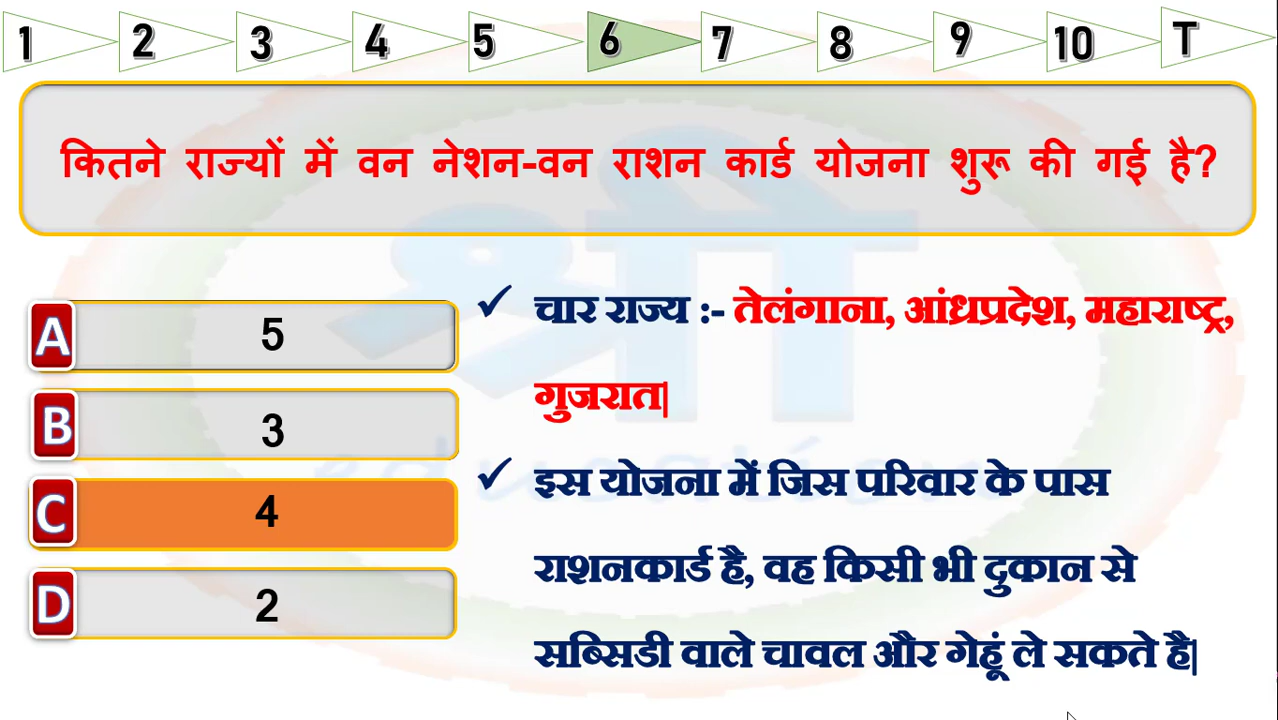 1 2 3 4 5 6 7 8 9 10 T
कितने राज्यों में वन नेशन-वन राशन कार्ड योजना शुरू की गई है?
A 5
B 3
C 4
D 2
✓ चार राज्य :- तेलंगाना, आंध्रप्रदेश, महाराष्ट्र,
गुजरात|
✓ इस योजना में जिस परिवार के पास
राशनकार्ड है, वह किसी भी दुकान से
सब्सिडी वाले चावल और गेहूं ले सकते है|
श्री